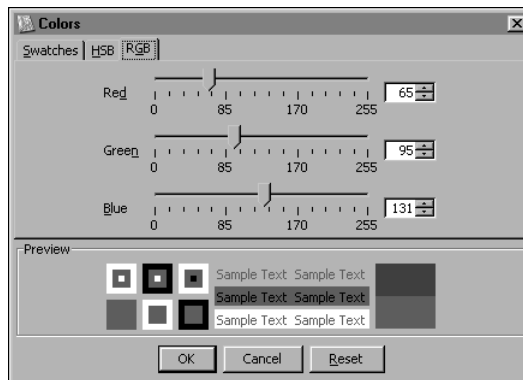 Colors
Swatches HSB RGB
Red 65
0 85 170 255
Green 95
0 85 170 255
Blue 131
0 85 170 255
Preview
Sample Text Sample Text
Sample Text Sample Text
Sample Text Sample Text
OK Cancel Reset